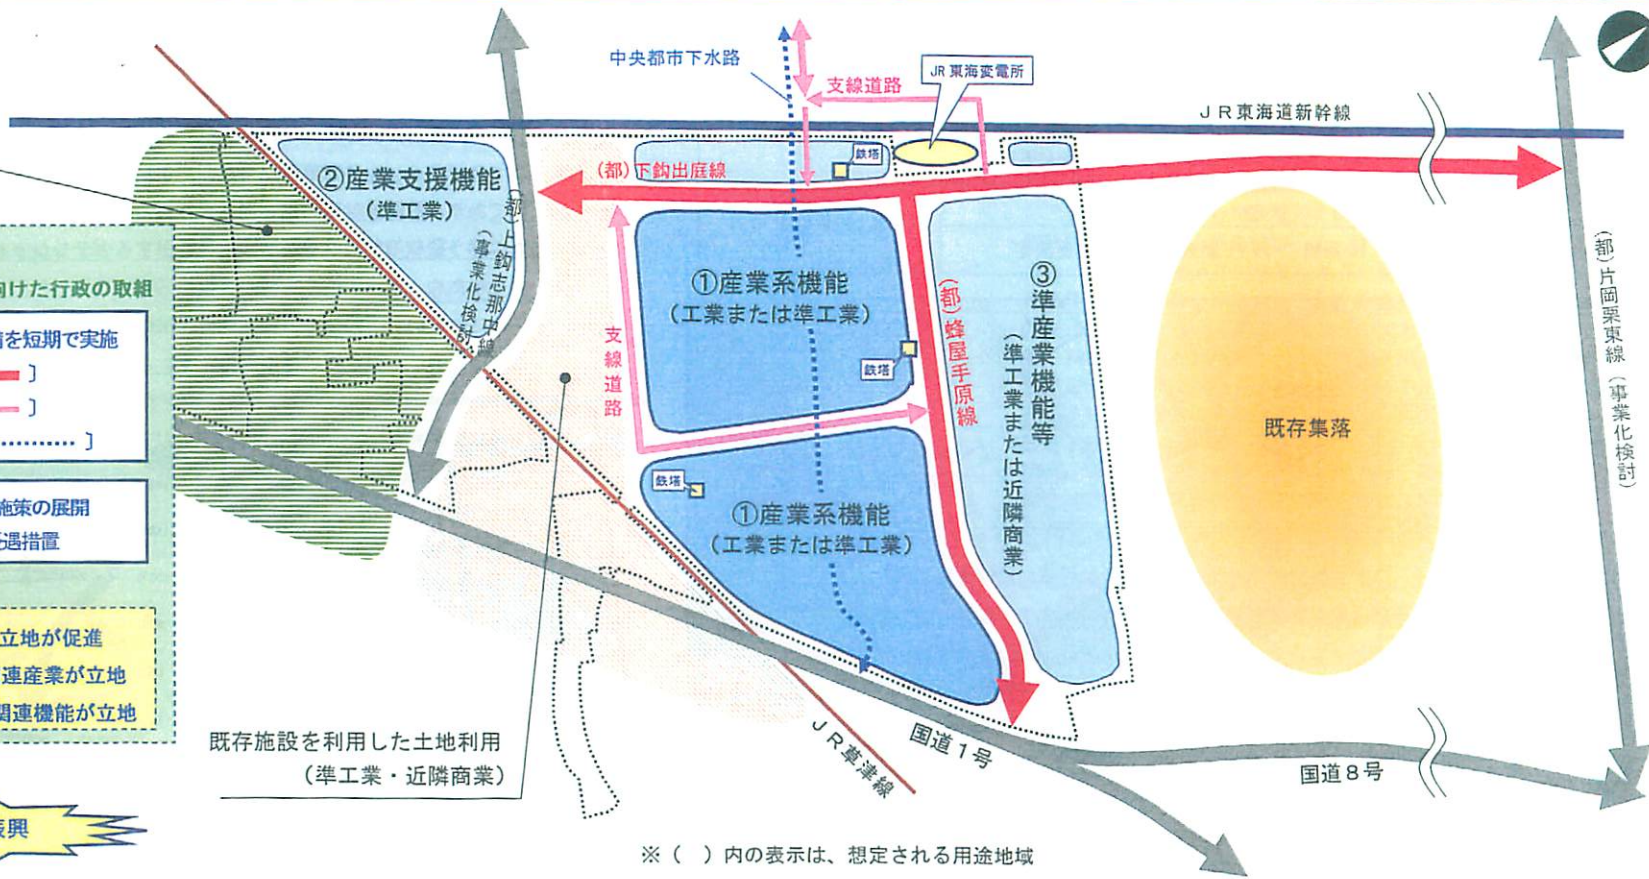 中央都市下水路
JR東海変電所
支線道路
JR東海道新幹線
②産業支援機能
(準工業)
(都)下鈎出庭線
鉄塔
(都)上鈎志那中線
(事業化検討)
①産業系機能
(工業または準工業)
鉄塔
支線道路
(都)蜂屋手原線
③準産業機能等
(準工業または近隣商業)
既存集落
(都)片岡栗東線(事業化検討)
向けた行政の取組
を短期で実施
〕
〕
〕
施策の展開
遇措置
立地が促進
連産業が立地
関連機能が立地
興
鉄塔
①産業系機能
(工業または準工業)
既存施設を利用した土地利用
(準工業・近隣商業)
JR草津線
国道1号
国道8号
※( )内の表示は、想定される用途地域